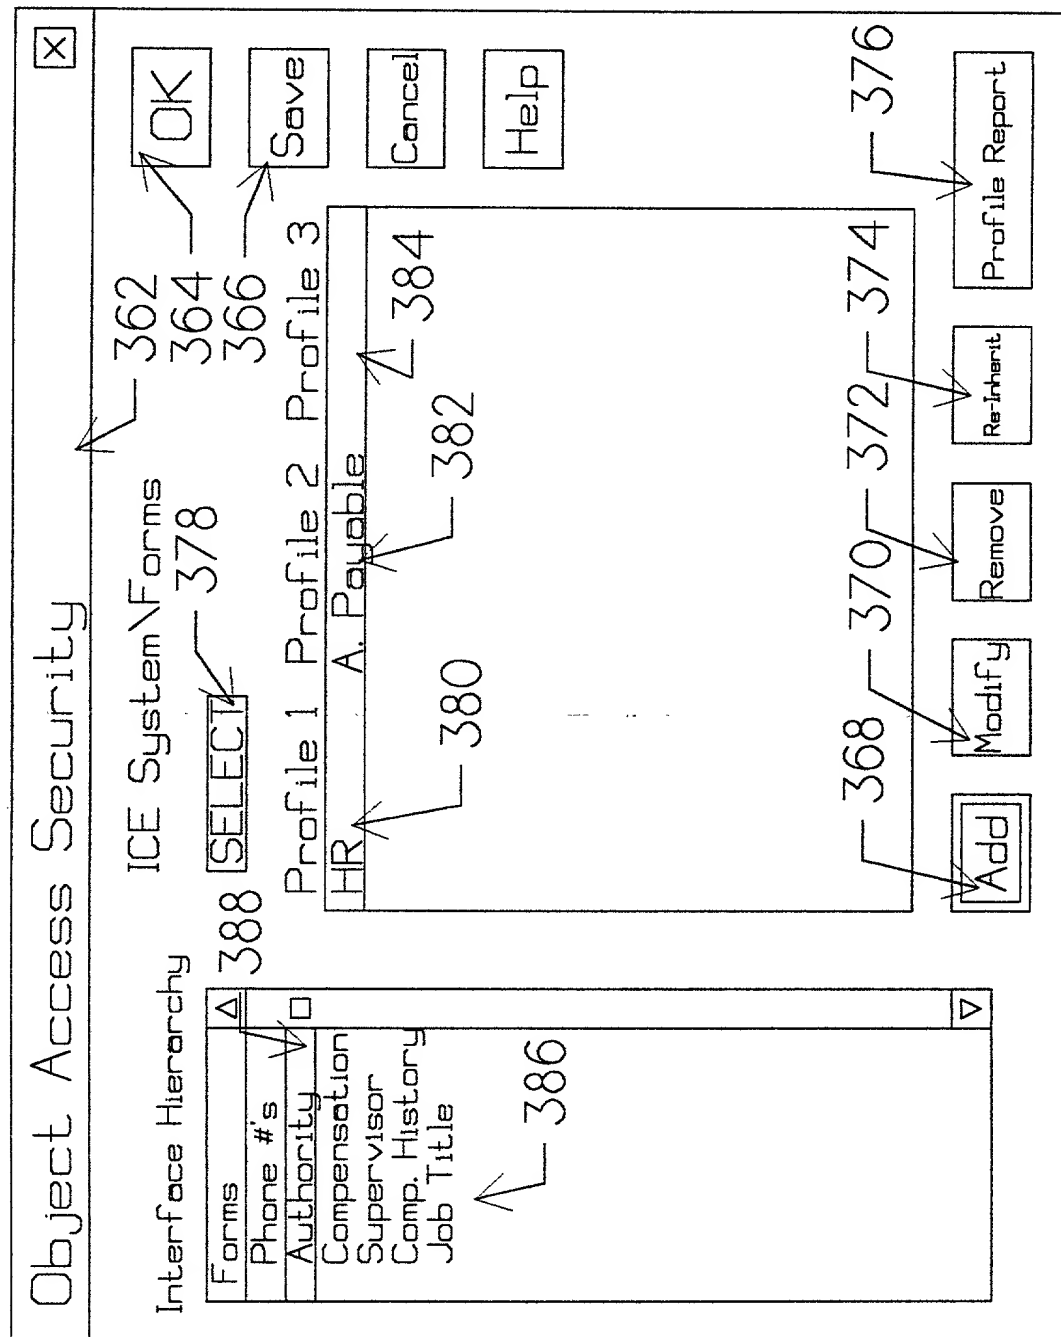 Object Access Security
X
Interface Hierarchy
ICE System\Forms
362
364
366
OK
388
SELECT
378
Save
Forms
Phone #'s
Authority
Compensation
Supervisor
Comp. History
Job Title
386
Profile 1 Profile 2 Profile 3
HR A. Payable
380
382
384
Cancel
Help
368
370
372
374
376
Add
Modify
Remove
Re-Inherit
Profile Report